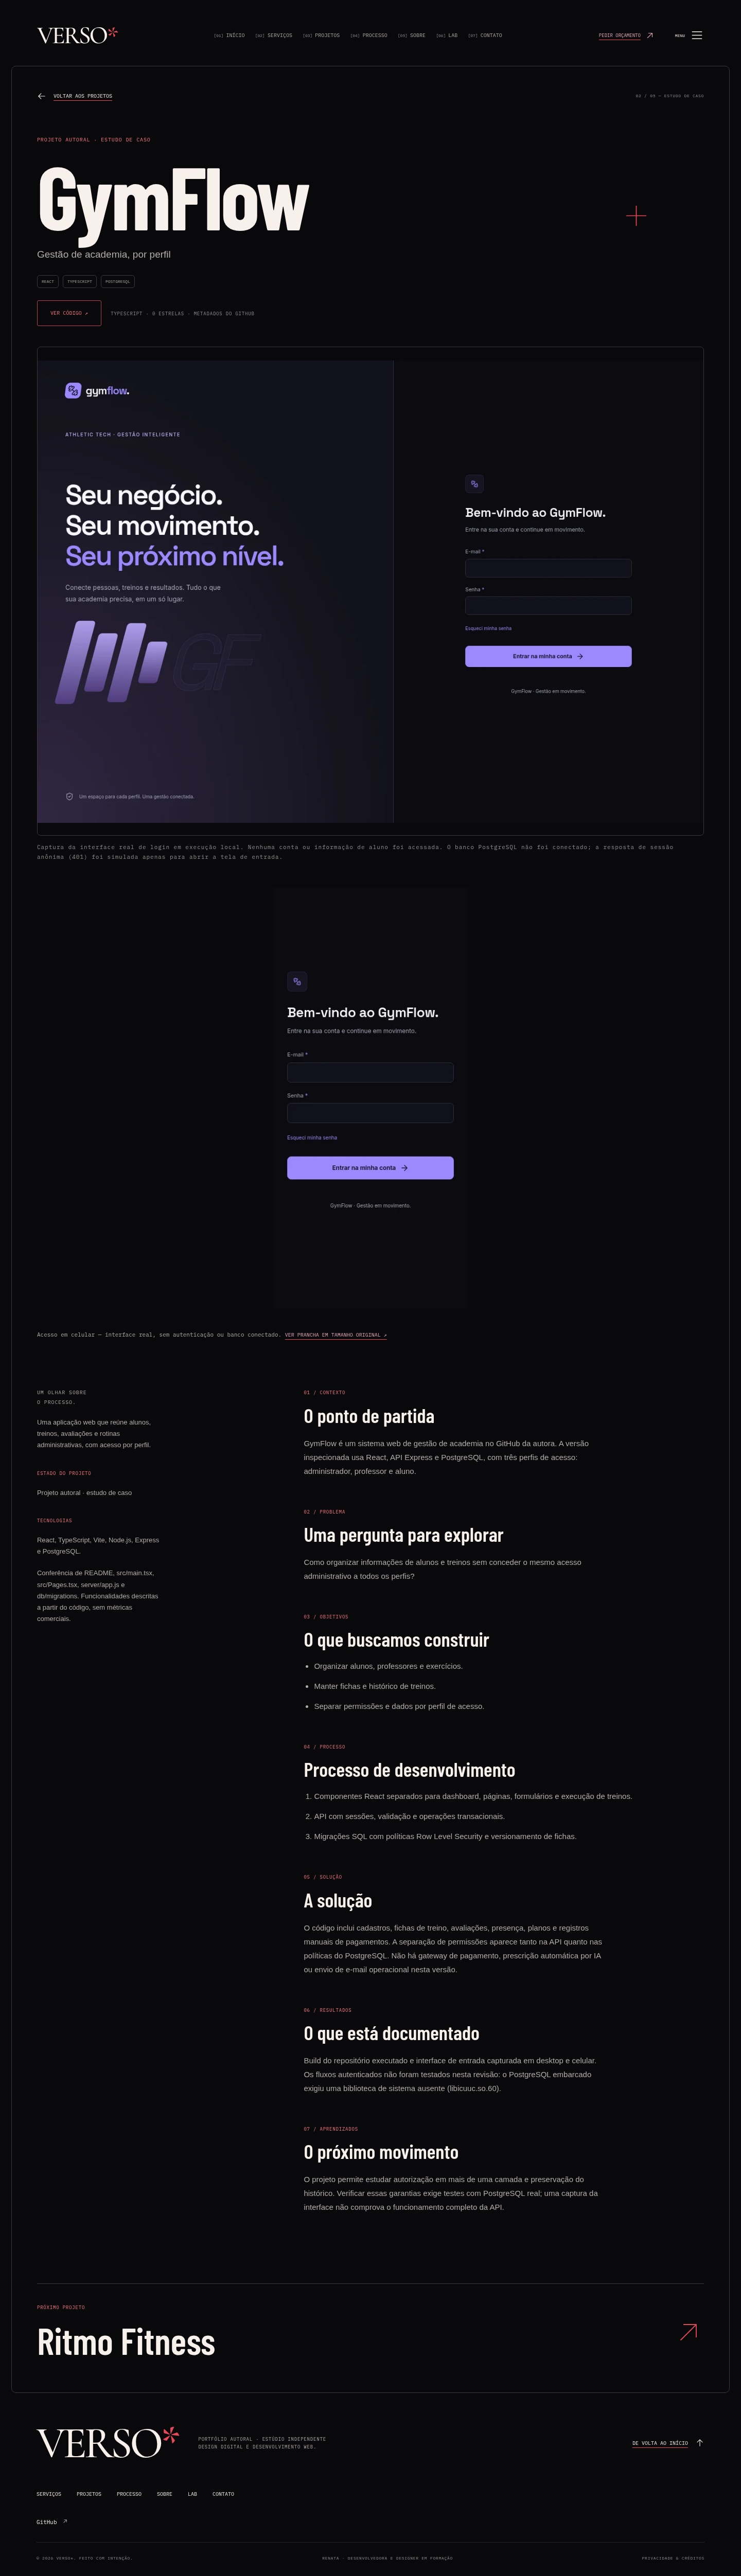 VERSO
[01] INÍCIO [02] SERVIÇOS [03] PROJETOS [04] PROCESSO [05] SOBRE [06] LAB [07] CONTATO
PEDIR ORÇAMENTO
MENU
VOLTAR AOS PROJETOS
02 / 05 — ESTUDO DE CASO
PROJETO AUTORAL · ESTUDO DE CASO
GymFlow
Gestão de academia, por perfil
REACT TYPESCRIPT POSTGRESQL
VER CÓDIGO ↗
TYPESCRIPT · 0 ESTRELAS · METADADOS DO GITHUB
gymflow.
ATHLETIC TECH · GESTÃO INTELIGENTE
Seu negócio.
Seu movimento.
Seu próximo nível.
Conecte pessoas, treinos e resultados. Tudo o que
sua academia precisa, em um só lugar.
GF
Um espaço para cada perfil. Uma gestão conectada.
Bem-vindo ao GymFlow.
Entre na sua conta e continue em movimento.
E-mail *
Senha *
Esqueci minha senha
Entrar na minha conta →
GymFlow · Gestão em movimento.
Captura da interface real de login em execução local. Nenhuma conta ou informação de aluno foi acessada. O banco PostgreSQL não foi conectado; a resposta de sessão
anônima (401) foi simulada apenas para abrir a tela de entrada.
Bem-vindo ao GymFlow.
Entre na sua conta e continue em movimento.
E-mail *
Senha *
Esqueci minha senha
Entrar na minha conta →
GymFlow · Gestão em movimento.
Acesso em celular — interface real, sem autenticação ou banco conectado. VER PRANCHA EM TAMANHO ORIGINAL ↗
UM OLHAR SOBRE
O PROCESSO.
Uma aplicação web que reúne alunos,
treinos, avaliações e rotinas
administrativas, com acesso por perfil.
ESTADO DO PROJETO
Projeto autoral · estudo de caso
TECNOLOGIAS
React, TypeScript, Vite, Node.js, Express
e PostgreSQL.
Conferência de README, src/main.tsx,
src/Pages.tsx, server/app.js e
db/migrations. Funcionalidades descritas
a partir do código, sem métricas
comerciais.
01 / CONTEXTO
O ponto de partida
GymFlow é um sistema web de gestão de academia no GitHub da autora. A versão
inspecionada usa React, API Express e PostgreSQL, com três perfis de acesso:
administrador, professor e aluno.
02 / PROBLEMA
Uma pergunta para explorar
Como organizar informações de alunos e treinos sem conceder o mesmo acesso
administrativo a todos os perfis?
03 / OBJETIVOS
O que buscamos construir
• Organizar alunos, professores e exercícios.
• Manter fichas e histórico de treinos.
• Separar permissões e dados por perfil de acesso.
04 / PROCESSO
Processo de desenvolvimento
1. Componentes React separados para dashboard, páginas, formulários e execução de treinos.
2. API com sessões, validação e operações transacionais.
3. Migrações SQL com políticas Row Level Security e versionamento de fichas.
05 / SOLUÇÃO
A solução
O código inclui cadastros, fichas de treino, avaliações, presença, planos e registros
manuais de pagamentos. A separação de permissões aparece tanto na API quanto nas
políticas do PostgreSQL. Não há gateway de pagamento, prescrição automática por IA
ou envio de e-mail operacional nesta versão.
06 / RESULTADOS
O que está documentado
Build do repositório executado e interface de entrada capturada em desktop e celular.
Os fluxos autenticados não foram testados nesta revisão: o PostgreSQL embarcado
exigiu uma biblioteca de sistema ausente (libicuuc.so.60).
07 / APRENDIZADOS
O próximo movimento
O projeto permite estudar autorização em mais de uma camada e preservação do
histórico. Verificar essas garantias exige testes com PostgreSQL real; uma captura da
interface não comprova o funcionamento completo da API.
PRÓXIMO PROJETO
Ritmo Fitness
VERSO
PORTFÓLIO AUTORAL · ESTÚDIO INDEPENDENTE
DESIGN DIGITAL E DESENVOLVIMENTO WEB.
DE VOLTA AO INÍCIO ↑
SERVIÇOS PROJETOS PROCESSO SOBRE LAB CONTATO
GitHub ↗
© 2026 VERSO✳. FEITO COM INTENÇÃO.
RENATA · DESENVOLVEDORA E DESIGNER EM FORMAÇÃO
PRIVACIDADE & CRÉDITOS